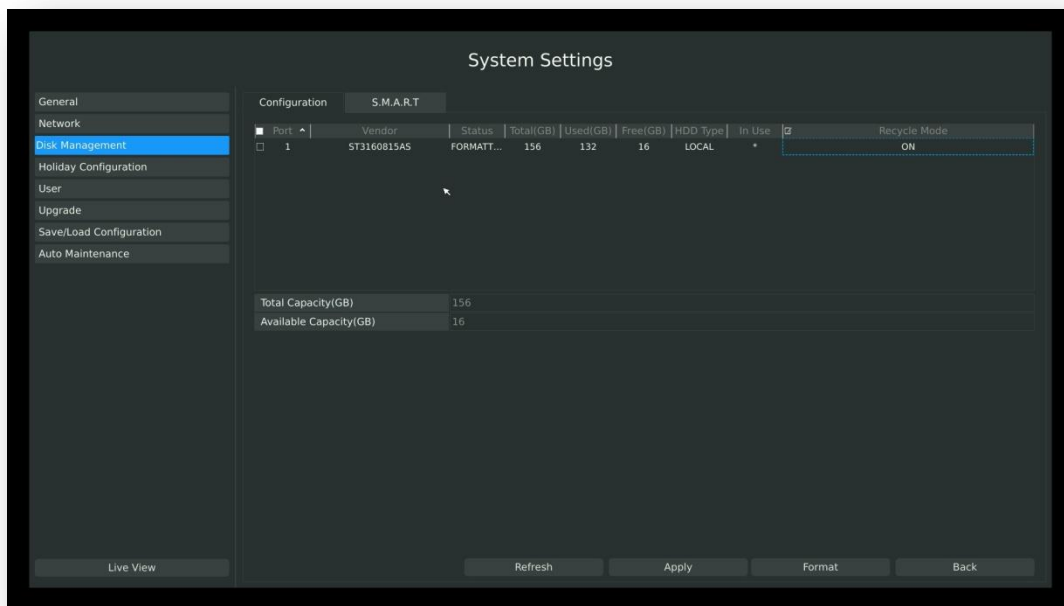 System Settings
General
Network
Disk Management
Holiday Configuration
User
Upgrade
Save/Load Configuration
Auto Maintenance
Live View
Configuration S.M.A.R.T
Port Vendor Status Total(GB) Used(GB) Free(GB) HDD Type In Use Recycle Mode
1 ST3160815AS FORMATT... 156 132 16 LOCAL * ON
Total Capacity(GB) 156
Available Capacity(GB) 16
Refresh Apply Format Back